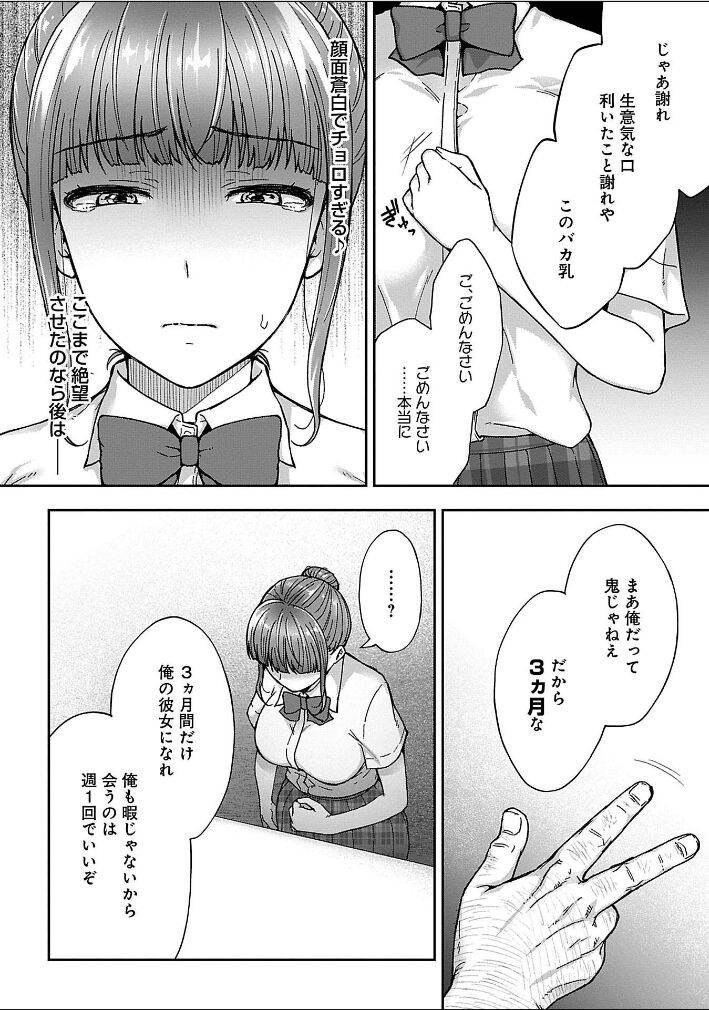 じゃあ謝れ
生意気な口
利いたこと謝れや
このバカ乳
ぎゅっ
ご、ごめんなさい
ごめんなさい
……本当に
顔面蒼白でチョロすぎる♪
ここまで絶望
させたのなら後は――
まあ俺だって
鬼じゃねえ
だから
3ヵ月な
……?
3ヵ月間だけ
俺の彼女になれ
俺も暇じゃないから
会うのは
週1回でいいぞ